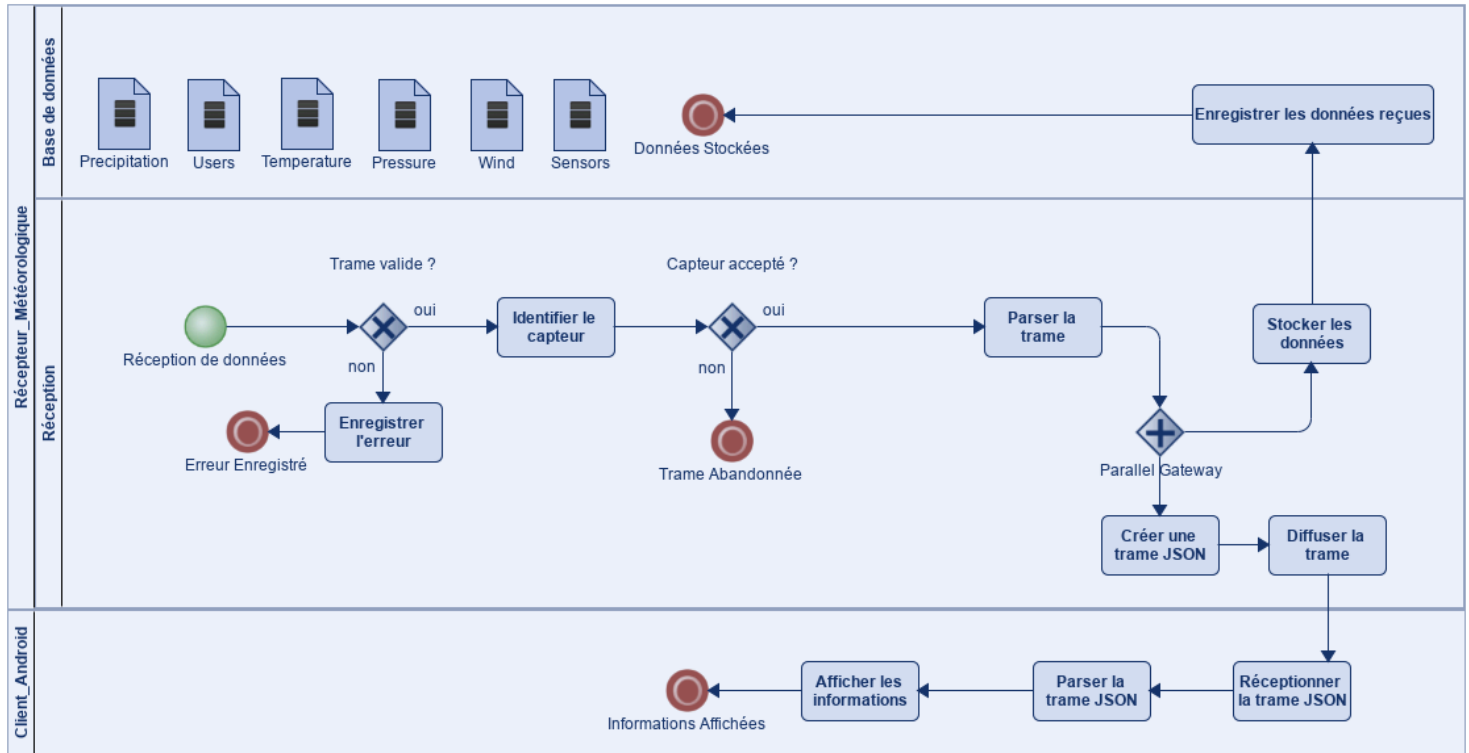 Récepteur_Météorologique
Base de données
Precipitation
Users
Temperature
Pressure
Wind
Sensors
Données Stockées
Enregistrer les données reçues
Réception
Trame valide ?
Capteur accepté ?
oui
oui
Identifier le
capteur
Parser la
trame
Stocker les
données
Réception de données
non
non
Enregistrer
l'erreur
Erreur Enregistré
Trame Abandonnée
Parallel Gateway
Créer une
trame JSON
Diffuser la
trame
Client_Android
Afficher les
informations
Parser la
trame JSON
Réceptionner
la trame JSON
Informations Affichées